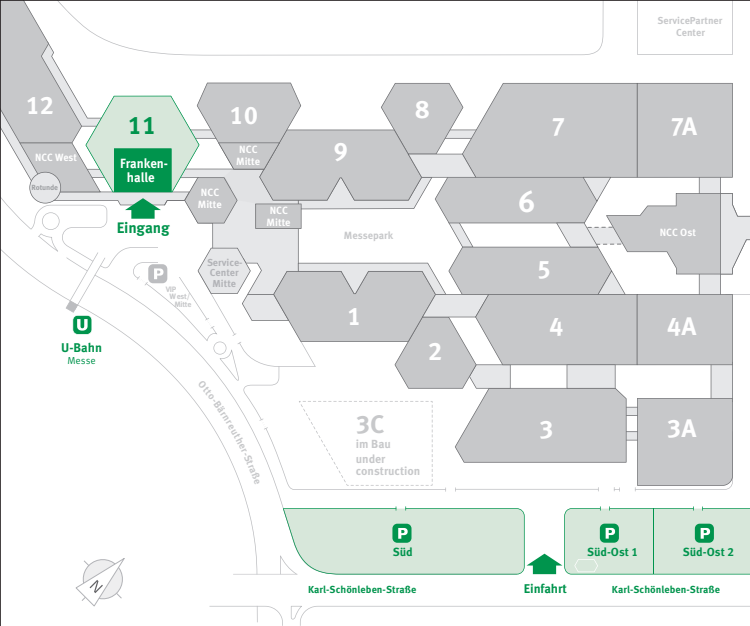 ServicePartner
Center
12
11
10
8
7
7A
9
Franken-
halle
NCC
Mitte
NCC West
Rotunde
NCC
Mitte
NCC
Mitte
6
Eingang
Messepark
NCC Ost
Service-
Center
Mitte
5
P
VIP
West/
Mitte
U
U-Bahn
Messe
1
2
4
4A
Otto-Bärnreuther-Straße
3C
im Bau
under
construction
3
3A
P
Süd
P
Süd-Ost 1
P
Süd-Ost 2
Einfahrt
Karl-Schönleben-Straße
Karl-Schönleben-Straße
N